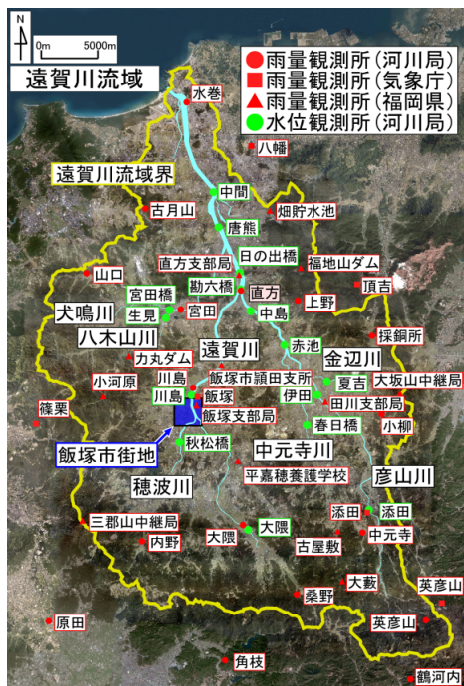 N
0m 5000m
遠賀川流域
雨量観測所(河川局)
雨量観測所(気象庁)
雨量観測所(福岡県)
水位観測所(河川局)
水巻
八幡
遠賀川流域界
中間
古月山
畑貯水池
唐熊
日の出橋
直方支部局
福地山ダム
山口
勘六橋
直方
頂吉
宮田橋
上野
犬鳴川
生見
宮田
中島
採銅所
八木山川
赤池
力丸ダム
遠賀川
金辺川
川島
飯塚市頴田支所
夏吉
大坂山中継局
小河原
川島
飯塚
伊田
田川支部局
篠栗
飯塚支部局
小柳
春日橋
飯塚市街地
秋松橋
中元寺川
彦山川
穂波川
平嘉穂養護学校
三郡山中継局
大隈
大隈
添田
添田
内野
古屋敷
中元寺
大藪
桑野
英彦山
原田
英彦山
角枝
鶴河内